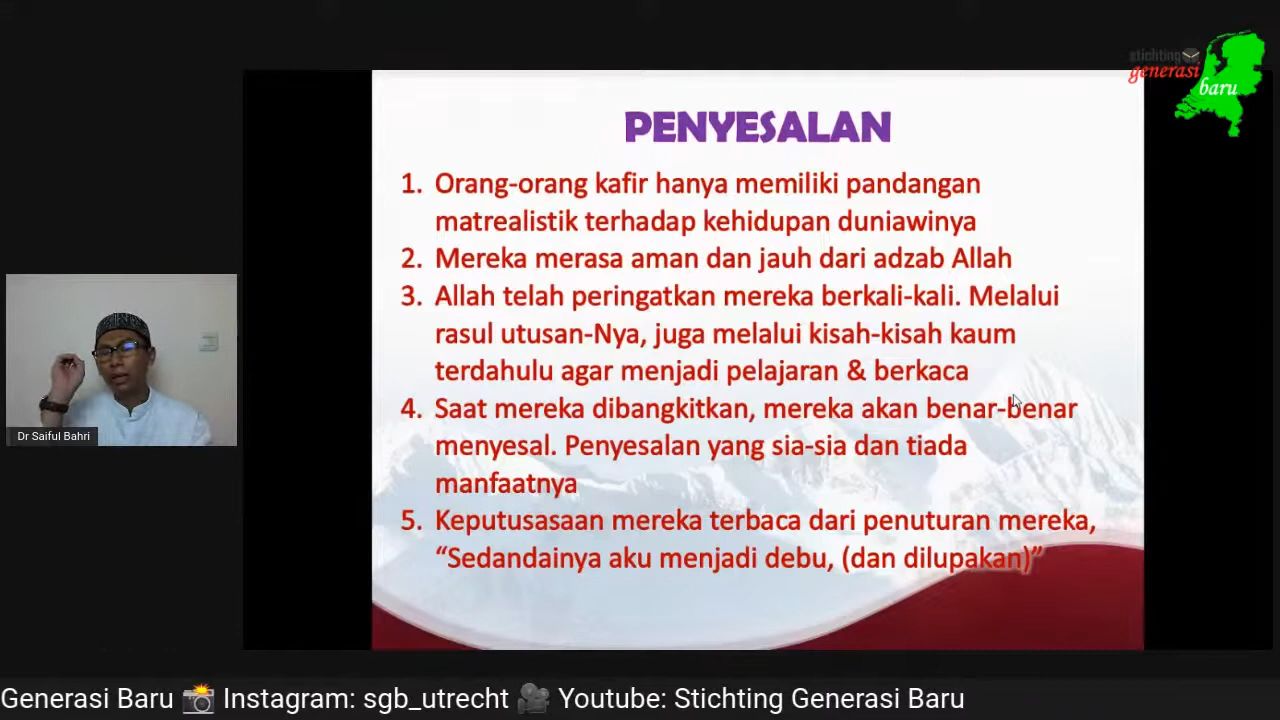 stichting
generasi
baru
PENYESALAN
1. Orang-orang kafir hanya memiliki pandangan
matrealistik terhadap kehidupan duniawinya
2. Mereka merasa aman dan jauh dari adzab Allah
3. Allah telah peringatkan mereka berkali-kali. Melalui
rasul utusan-Nya, juga melalui kisah-kisah kaum
terdahulu agar menjadi pelajaran & berkaca
4. Saat mereka dibangkitkan, mereka akan benar-benar
menyesal. Penyesalan yang sia-sia dan tiada
manfaatnya
5. Keputusasaan mereka terbaca dari penuturan mereka,
“Sedandainya aku menjadi debu, (dan dilupakan)”
Dr Saiful Bahri
Generasi Baru 📸 Instagram: sgb_utrecht 🎥 Youtube: Stichting Generasi Baru